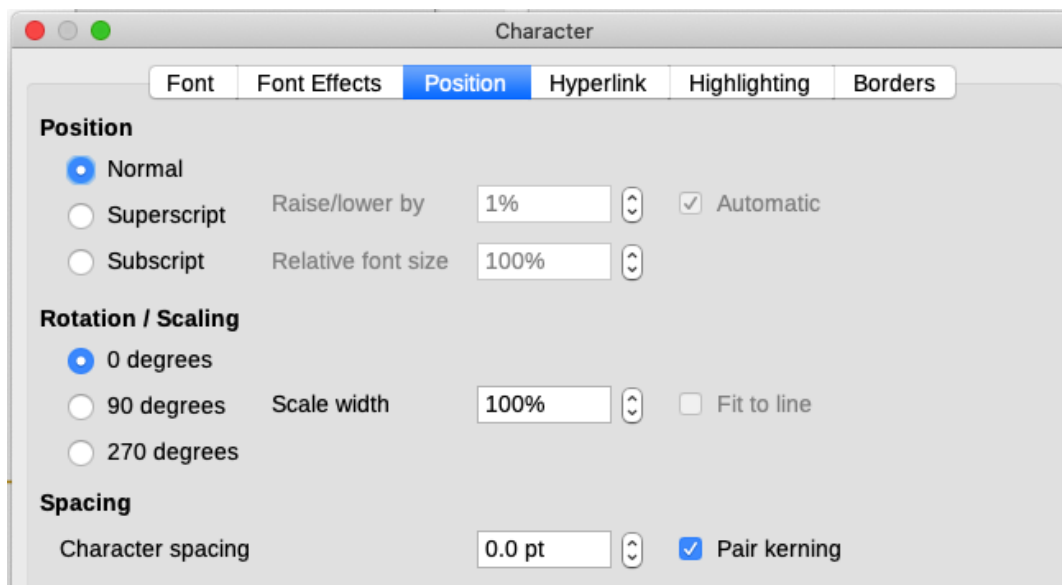 Character
Font Font Effects Position Hyperlink Highlighting Borders
Position
Normal
Superscript Raise/lower by 1% Automatic
Subscript Relative font size 100%
Rotation / Scaling
0 degrees
90 degrees Scale width 100% Fit to line
270 degrees
Spacing
Character spacing 0.0 pt Pair kerning